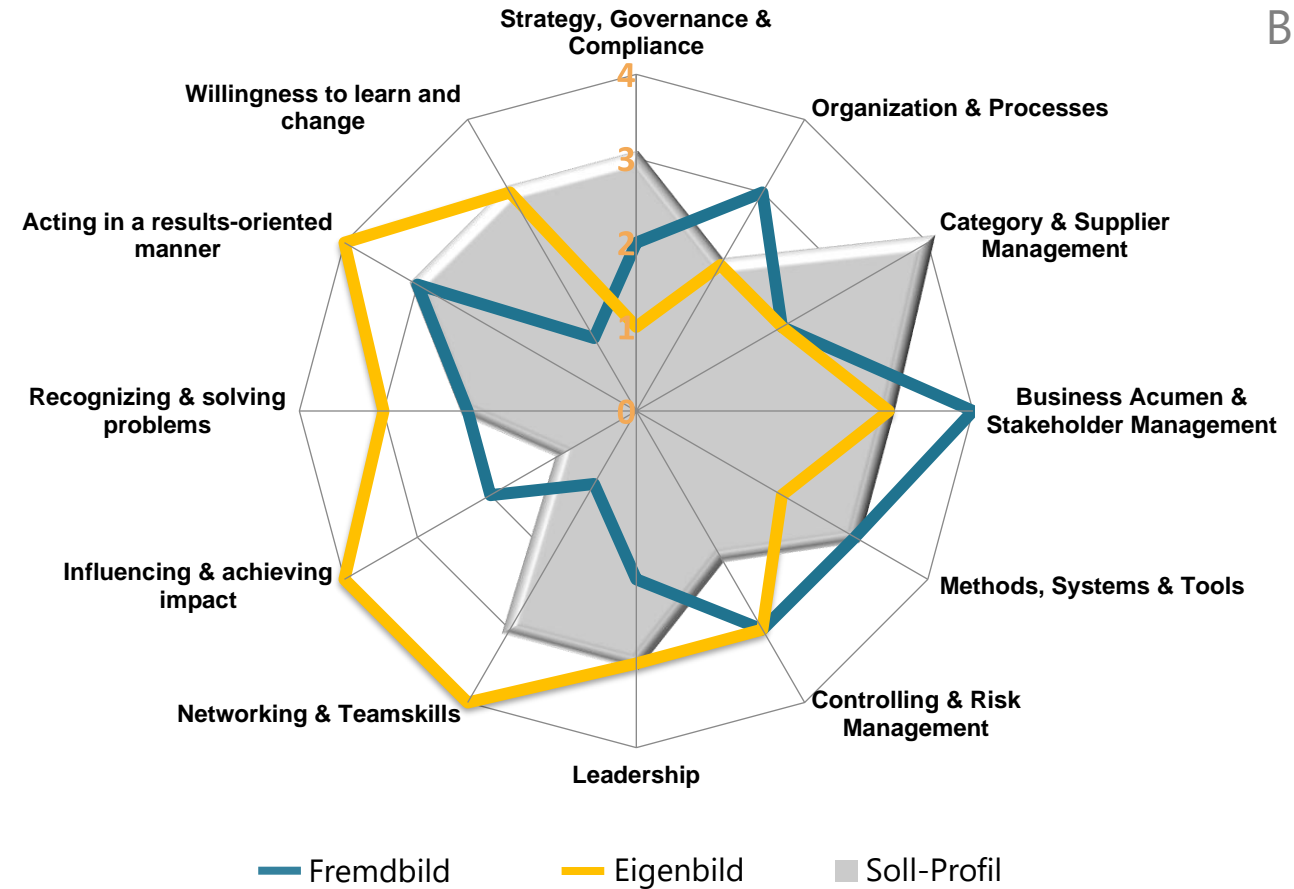 Strategy, Governance &
Compliance
B
4
Willingness to learn and
change
Organization & Processes
3
Acting in a results-oriented
manner
Category & Supplier
Management
2
1
Recognizing & solving
problems
0
Business Acumen &
Stakeholder Management
Influencing & achieving
impact
Methods, Systems & Tools
Networking & Teamskills
Controlling & Risk
Management
Leadership
Fremdbild
Eigenbild
Soll-Profil